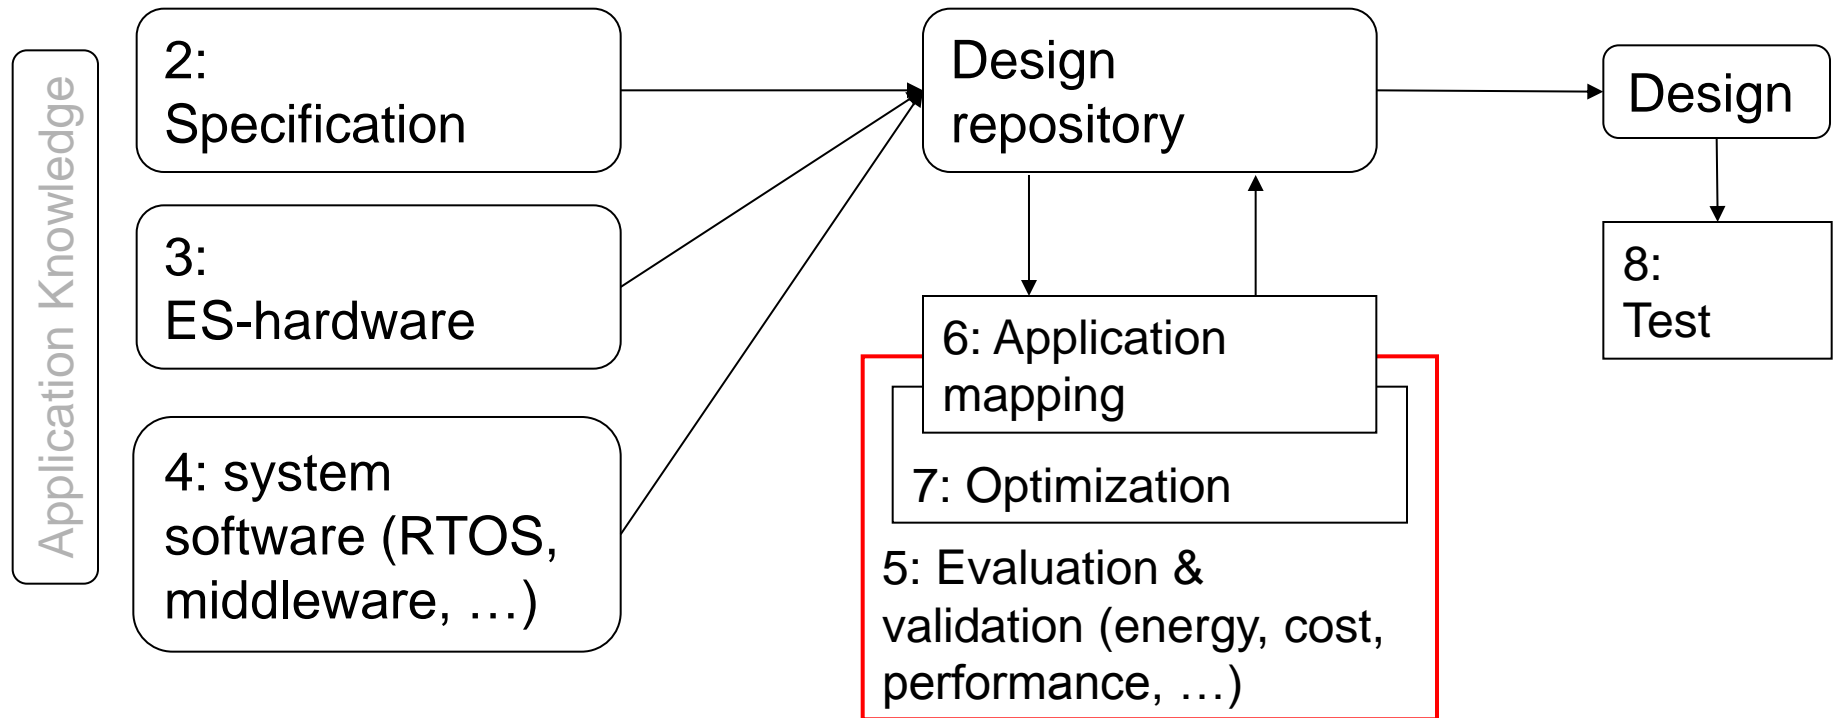 Application Knowledge
2:
Specification
3:
ES-hardware
4: system
software (RTOS,
middleware, …)
Design
repository
6: Application
mapping
7: Optimization
5: Evaluation &
validation (energy, cost,
performance, …)
Design
8:
Test